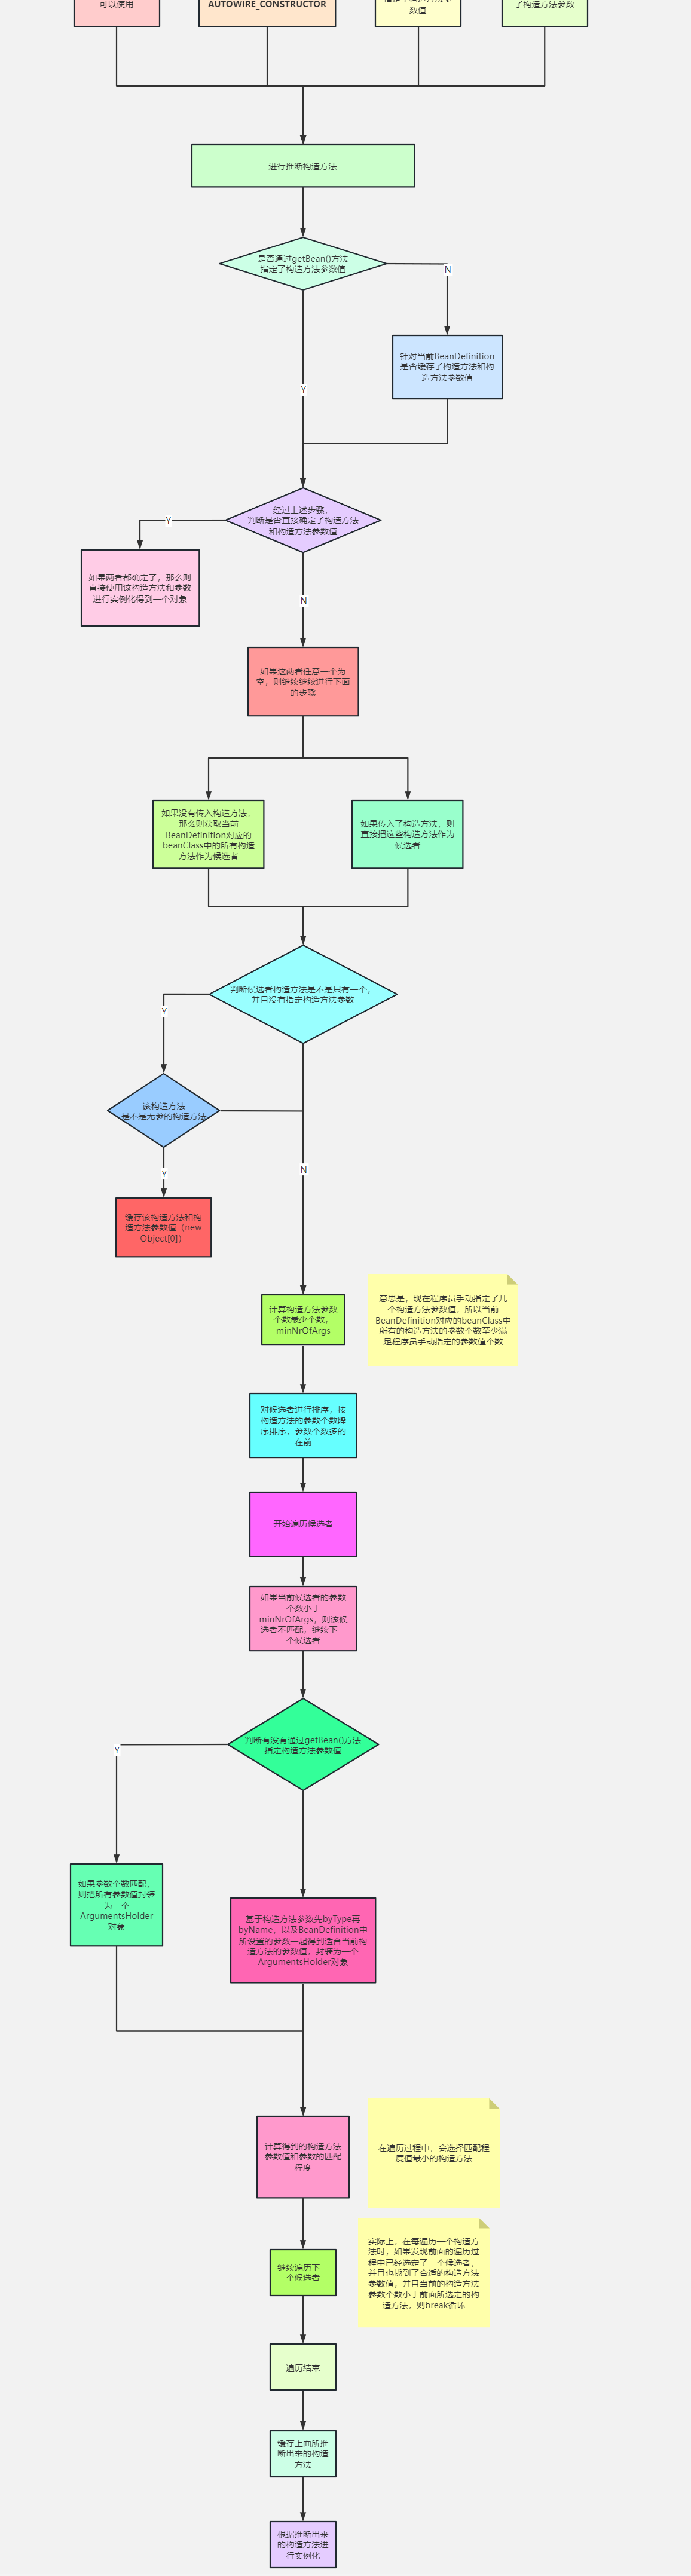 可以使用
AUTOWIRE_CONSTRUCTOR
数值
了构造方法参数
进行推断构造方法
是否通过getBean()方法
指定了构造方法参数值
N
针对当前BeanDefinition
是否缓存了构造方法和构
造方法参数值
Y
经过上述步骤，
判断是否直接确定了构造方法
和构造方法参数值
Y
如果两者都确定了，那么则
直接使用该构造方法和参数
进行实例化得到一个对象
N
如果这两者任意一个为
空，则继续继续进行下面
的步骤
如果没有传入构造方法，
那么则获取当前
BeanDefinition对应的
beanClass中的所有构造
方法作为候选者
如果传入了构造方法，则
直接把这些构造方法作为
候选者
判断候选者构造方法是不是只有一个，
并且没有指定构造方法参数
Y
该构造方法
是不是无参的构造方法
N
Y
缓存该构造方法和构
造方法参数值（new
Object[0]）
计算构造方法参数
个数最少个数，
minNrOfArgs
意思是，现在程序员手动指定了几
个构造方法参数值，所以当前
BeanDefinition对应的beanClass中
所有的构造方法的参数个数至少满
足程序员手动指定的参数值个数
对候选者进行排序，按
构造方法的参数个数降
序排序，参数个数多的
在前
开始遍历候选者
如果当前候选者的参数
个数小于
minNrOfArgs，则该候
选者不匹配，继续下一
个候选者
判断有没有通过getBean()方法
指定构造方法参数值
Y
如果参数个数匹配，
则把所有参数值封装
为一个
ArgumentsHolder
对象
基于构造方法参数先byType再
byName，以及BeanDefinition中
所设置的参数一起得到适合当前构
造方法的参数值，封装为一个
ArgumentsHolder对象
计算得到的构造方法
参数值和参数的匹配
程度
在遍历过程中，会选择匹配程
度值最小的构造方法
继续遍历下一
个候选者
实际上，在每遍历一个构造方
法时，如果发现前面的遍历过
程中已经选定了一个候选者，
并且也找到了合适的构造方法
参数值，并且当前的构造方法
参数个数小于前面所选定的构
造方法，则break循环
遍历结束
缓存上面所推
断出来的构造
方法
根据推断出来
的构造方法进
行实例化